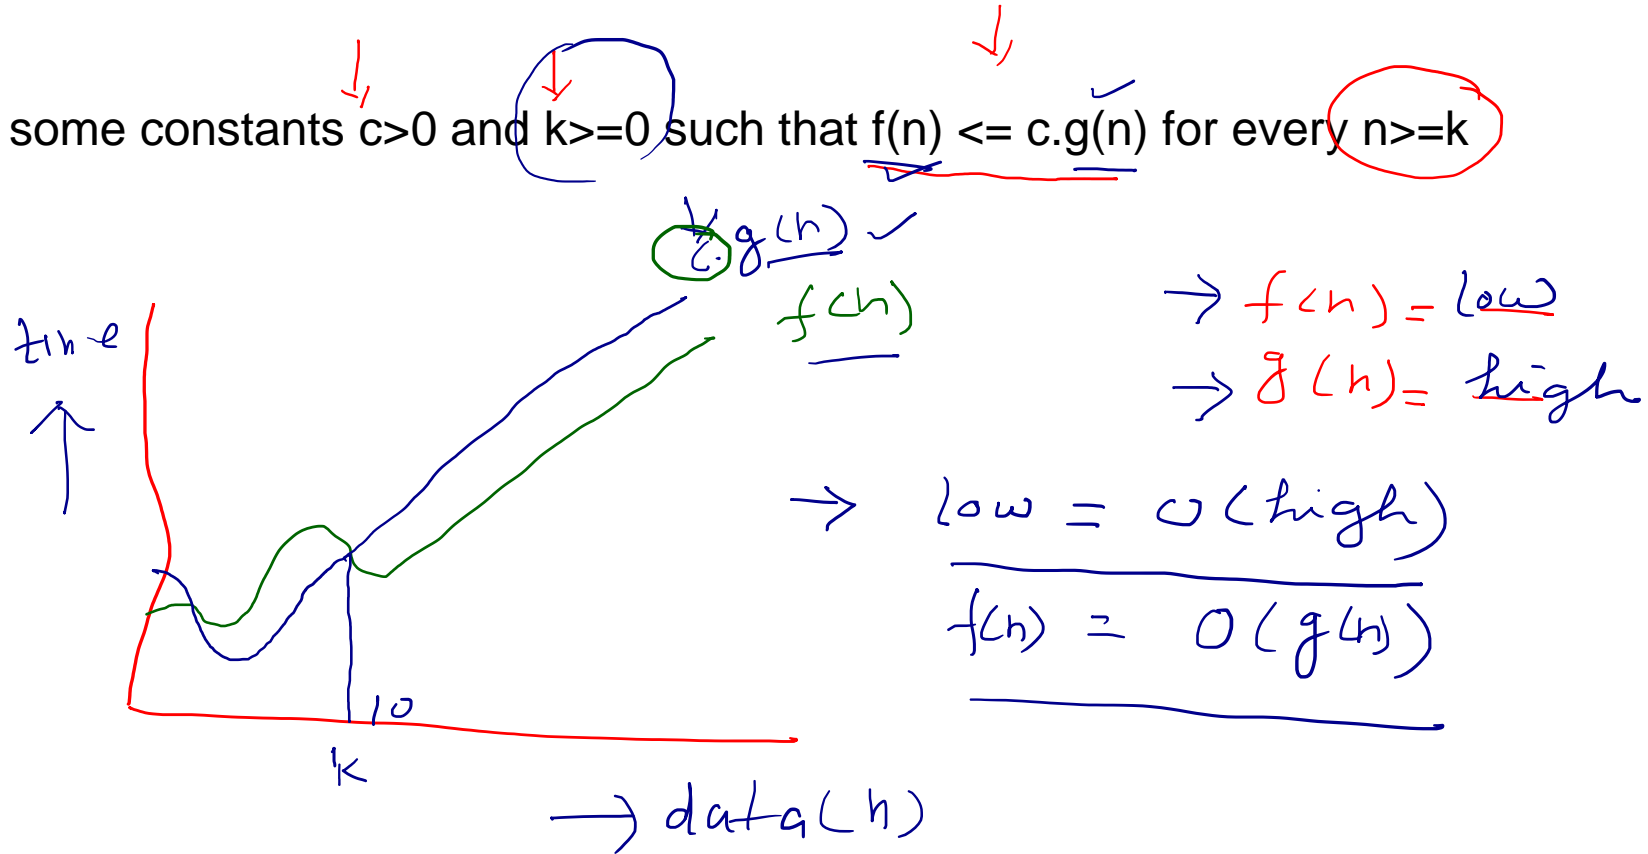 some constants c>0 and k>=0 such that f(n) <= c.g(n) for every n>=k
c.g(n)
f(n)
time
f(n) = low
g(n) = high
low = O(high)
f(n) = O(g(n))
10
k
data(n)